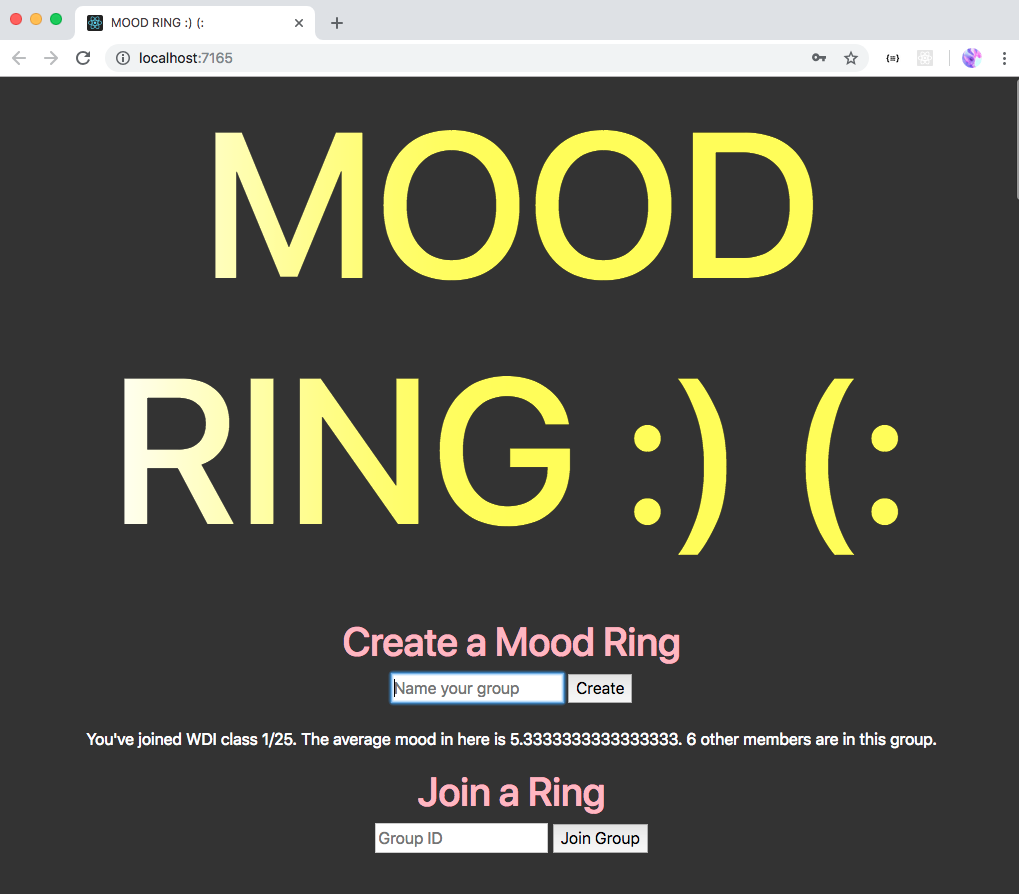 MOOD RING :) (:
localhost:7165
MOOD
RING :) (:
Create a Mood Ring
Name your group Create
You've joined WDI class 1/25. The average mood in here is 5.3333333333333333. 6 other members are in this group.
Join a Ring
Group ID Join Group